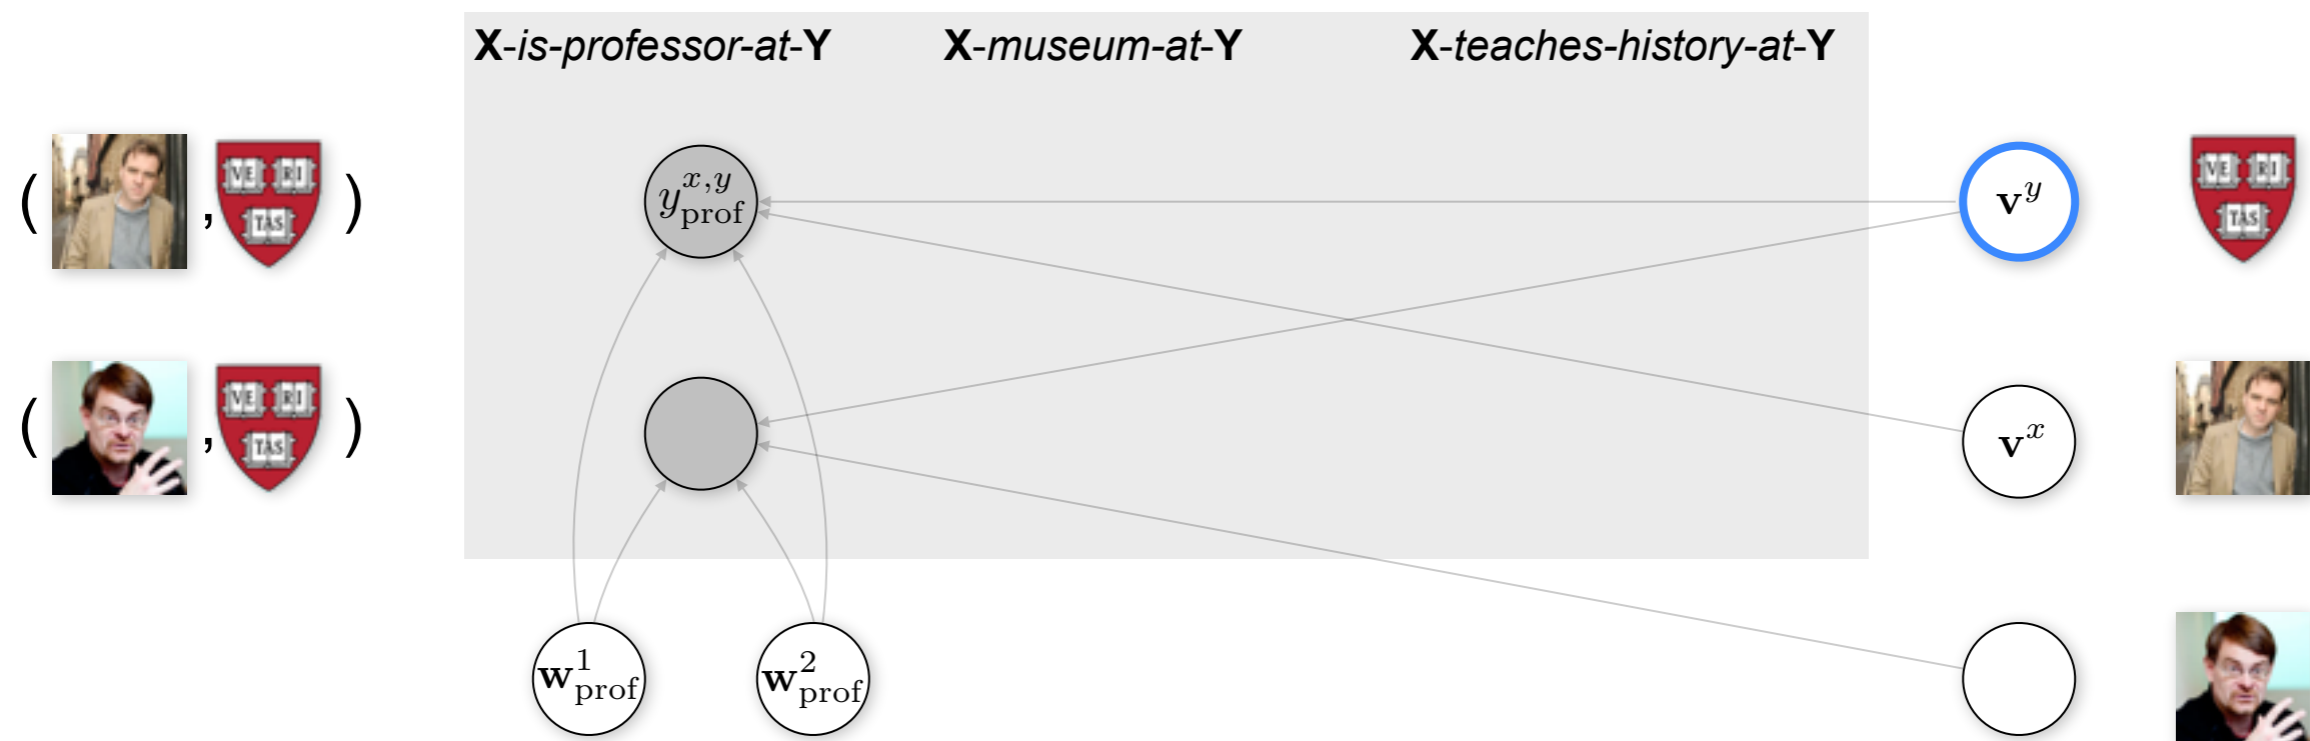 X-is-professor-at-Y X-museum-at-Y X-teaches-history-at-Y
( VE RI TAS , )
y^{x,y}_{prof}
v^y
VE RI TAS
( VE RI TAS , )
v^x
w^1_{prof} w^2_{prof}